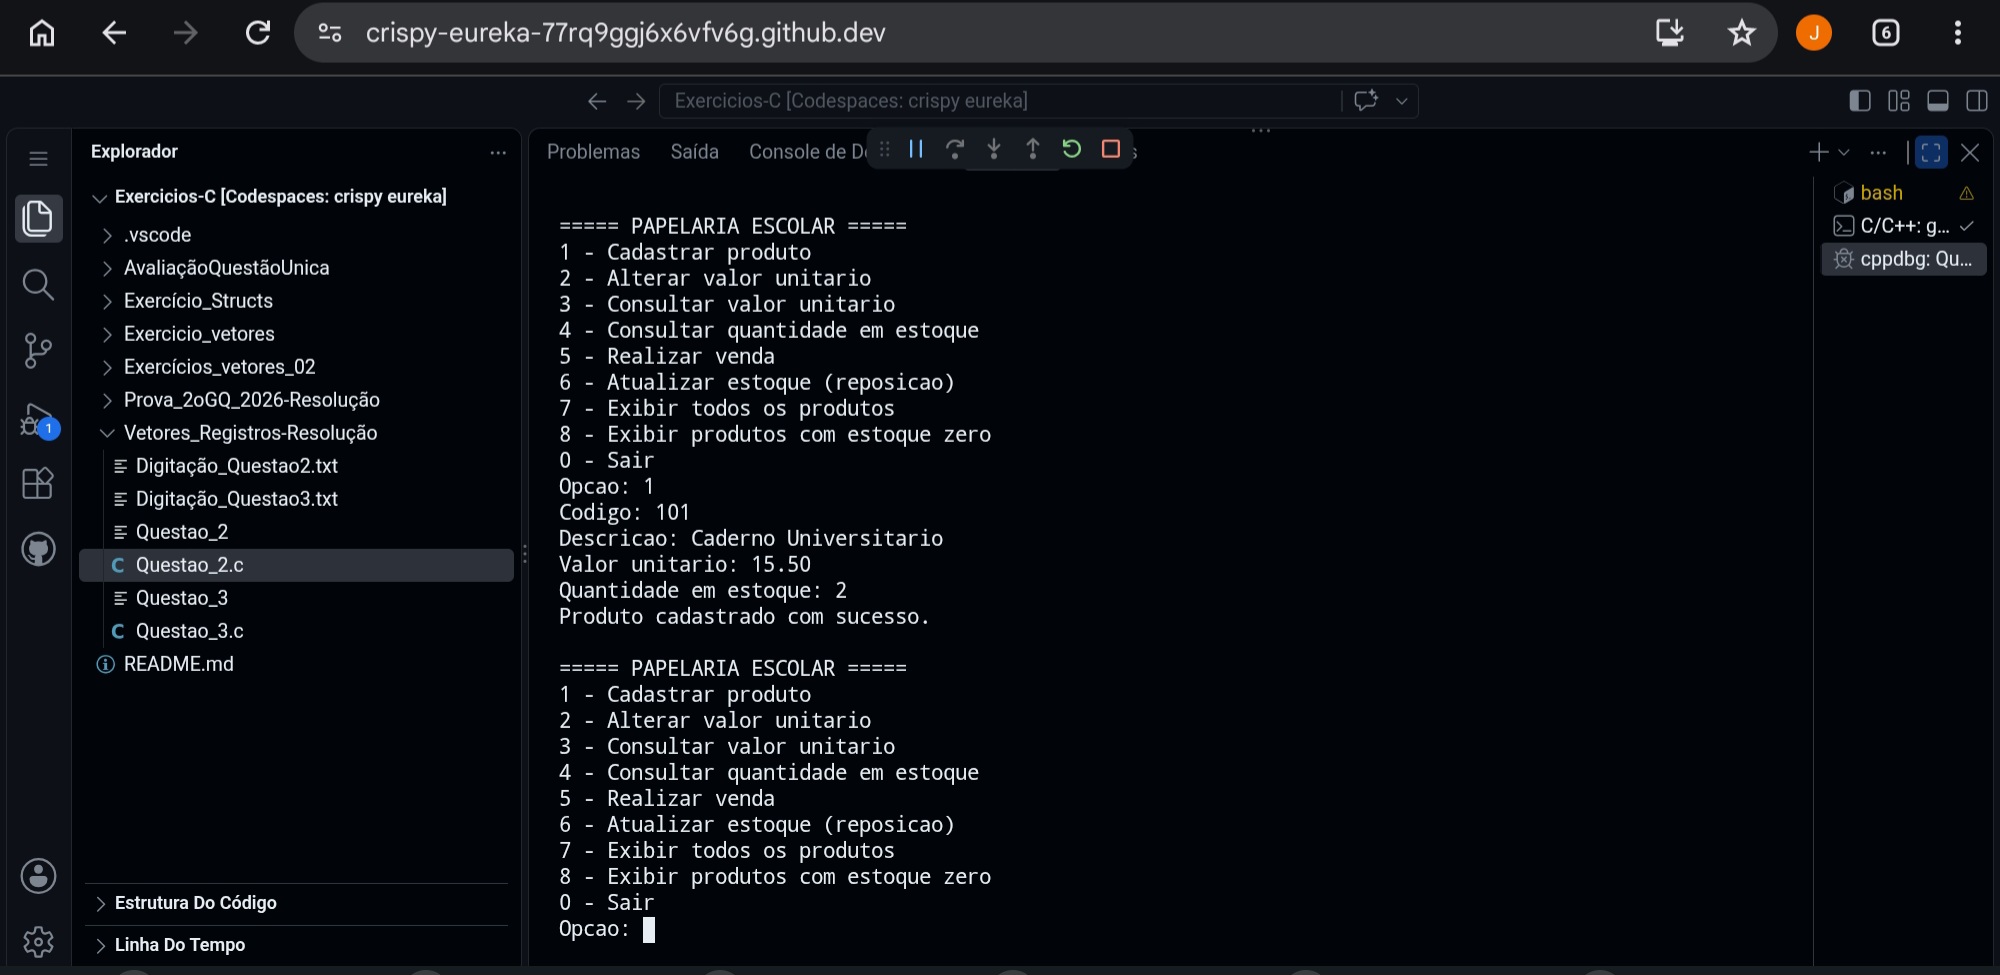 crispy-eureka-77rq9ggj6x6vfv6g.github.dev
J
6
Exercicios-C [Codespaces: crispy eureka]
Explorador
Exercicios-C [Codespaces: crispy eureka]
.vscode
AvaliaçãoQuestãoUnica
Exercício_Structs
Exercicio_vetores
Exercícios_vetores_02
Prova_2oGQ_2026-Resolução
Vetores_Registros-Resolução
Digitação_Questao2.txt
Digitação_Questao3.txt
Questao_2
C Questao_2.c
Questao_3
C Questao_3.c
README.md
1
Estrutura Do Código
Linha Do Tempo
Problemas Saída Console de
===== PAPELARIA ESCOLAR =====
1 - Cadastrar produto
2 - Alterar valor unitario
3 - Consultar valor unitario
4 - Consultar quantidade em estoque
5 - Realizar venda
6 - Atualizar estoque (reposicao)
7 - Exibir todos os produtos
8 - Exibir produtos com estoque zero
0 - Sair
Opcao: 1
Codigo: 101
Descricao: Caderno Universitario
Valor unitario: 15.50
Quantidade em estoque: 2
Produto cadastrado com sucesso.
===== PAPELARIA ESCOLAR =====
1 - Cadastrar produto
2 - Alterar valor unitario
3 - Consultar valor unitario
4 - Consultar quantidade em estoque
5 - Realizar venda
6 - Atualizar estoque (reposicao)
7 - Exibir todos os produtos
8 - Exibir produtos com estoque zero
0 - Sair
Opcao:
bash
C/C++: g...
cppdbg: Qu...